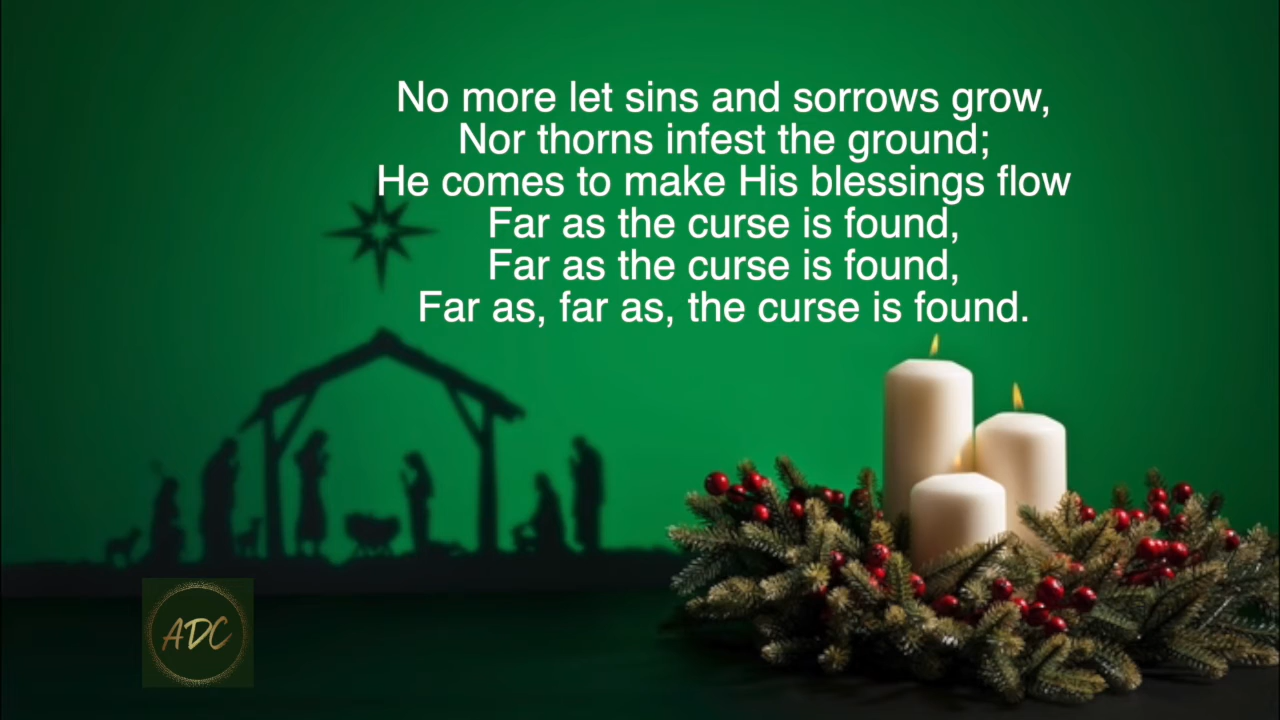 No more let sins and sorrows grow,
Nor thorns infest the ground;
He comes to make His blessings flow
Far as the curse is found,
Far as the curse is found,
Far as, far as, the curse is found.
ADC